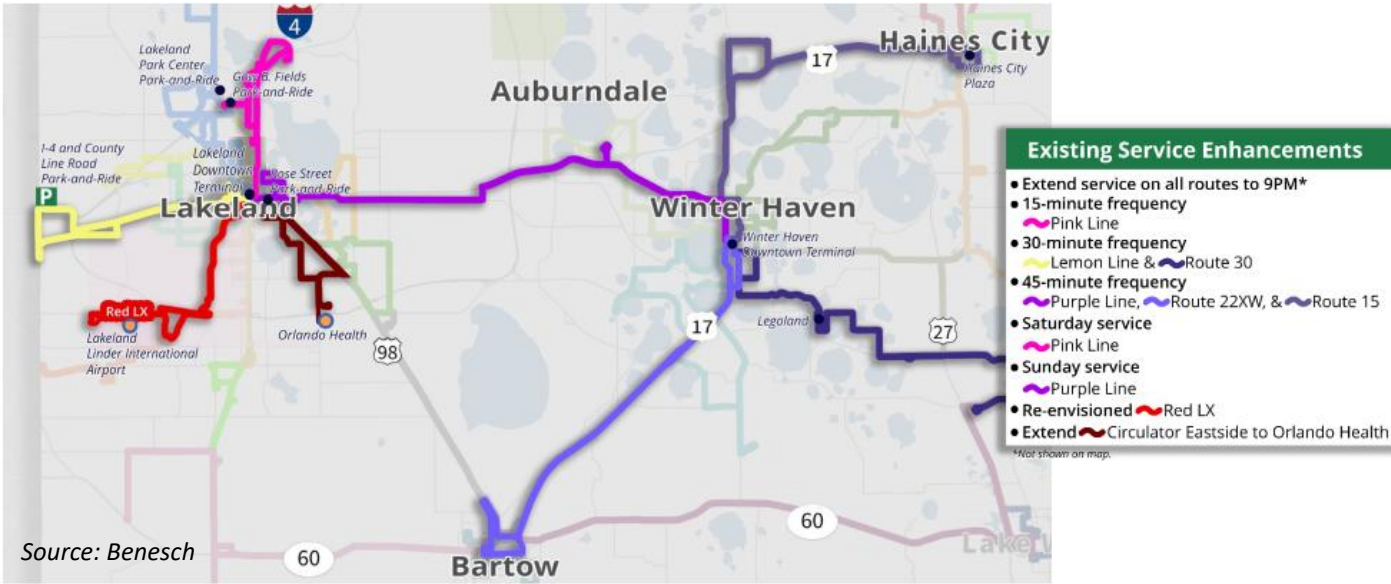 4
Lakeland
Park Center
Park-and-Ride
Gow B. Fields
Park-and-Ride
Haines City
17
Haines City
Plaza
Auburndale
I-4 and County
Line Road
Park-and-Ride
P
Lakeland
Downtown
Terminal
Rose Street
Park-and-Ride
Lakeland
Winter Haven
Winter Haven
Downtown Terminal
Red LX
Lakeland
Linder International
Airport
Orlando Health
98
17
Legoland
27
60
60
Bartow
Lake
Source: Benesch
Existing Service Enhancements
• Extend service on all routes to 9PM*
• 15-minute frequency
Pink Line
• 30-minute frequency
Lemon Line & Route 30
• 45-minute frequency
Purple Line, Route 22XW, & Route 15
• Saturday service
Pink Line
• Sunday service
Purple Line
• Re-envisioned Red LX
• Extend Circulator Eastside to Orlando Health
*Not shown on map.